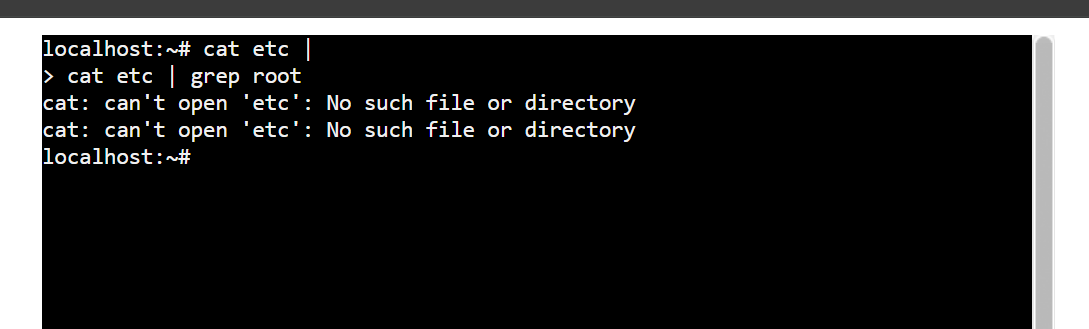 localhost:~# cat etc |
> cat etc | grep root
cat: can't open 'etc': No such file or directory
cat: can't open 'etc': No such file or directory
localhost:~#